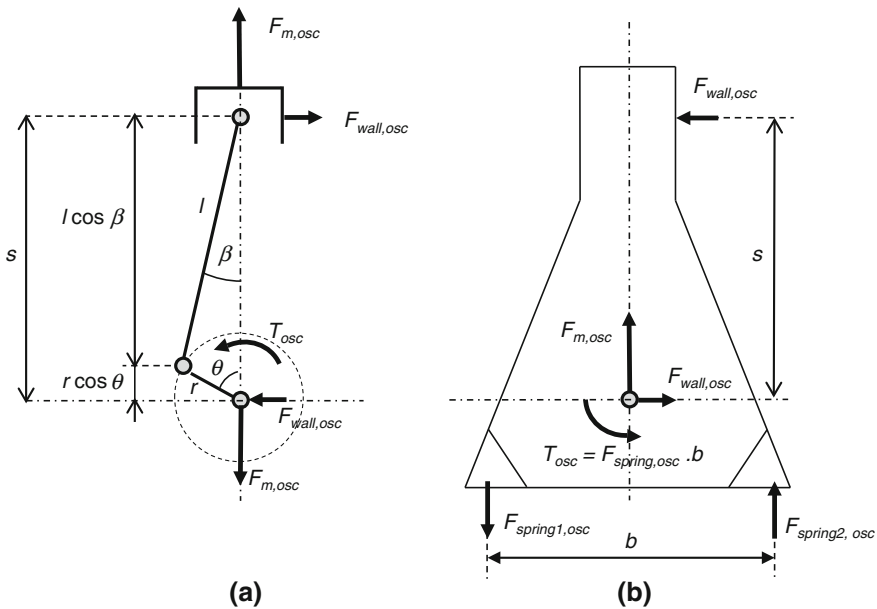 F_m,osc
F_wall,osc
l cos β
l
s
β
T_osc
θ
r cos θ
r
F_wall,osc
F_m,osc
(a)
F_wall,osc
s
F_m,osc
F_wall,osc
T_osc = F_spring,osc .b
F_spring1,osc
b
F_spring2, osc
(b)